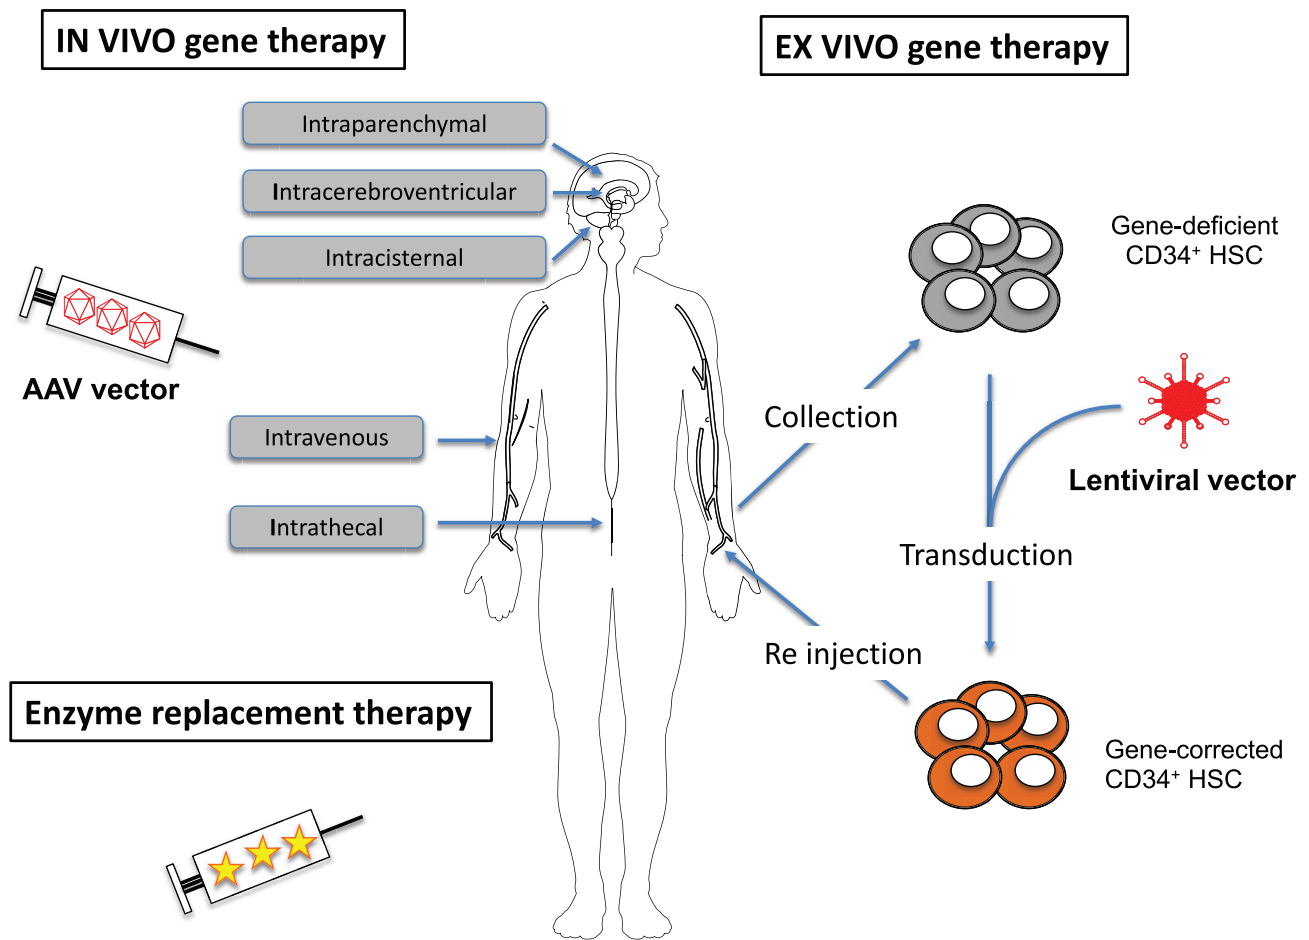 IN VIVO gene therapy
EX VIVO gene therapy
Intraparenchymal
Intracerebroventricular
Intracisternal
AAV vector
Intravenous
Intrathecal
Gene-deficient
CD34⁺ HSC
Collection
Lentiviral vector
Transduction
Re injection
Gene-corrected
CD34⁺ HSC
Enzyme replacement therapy